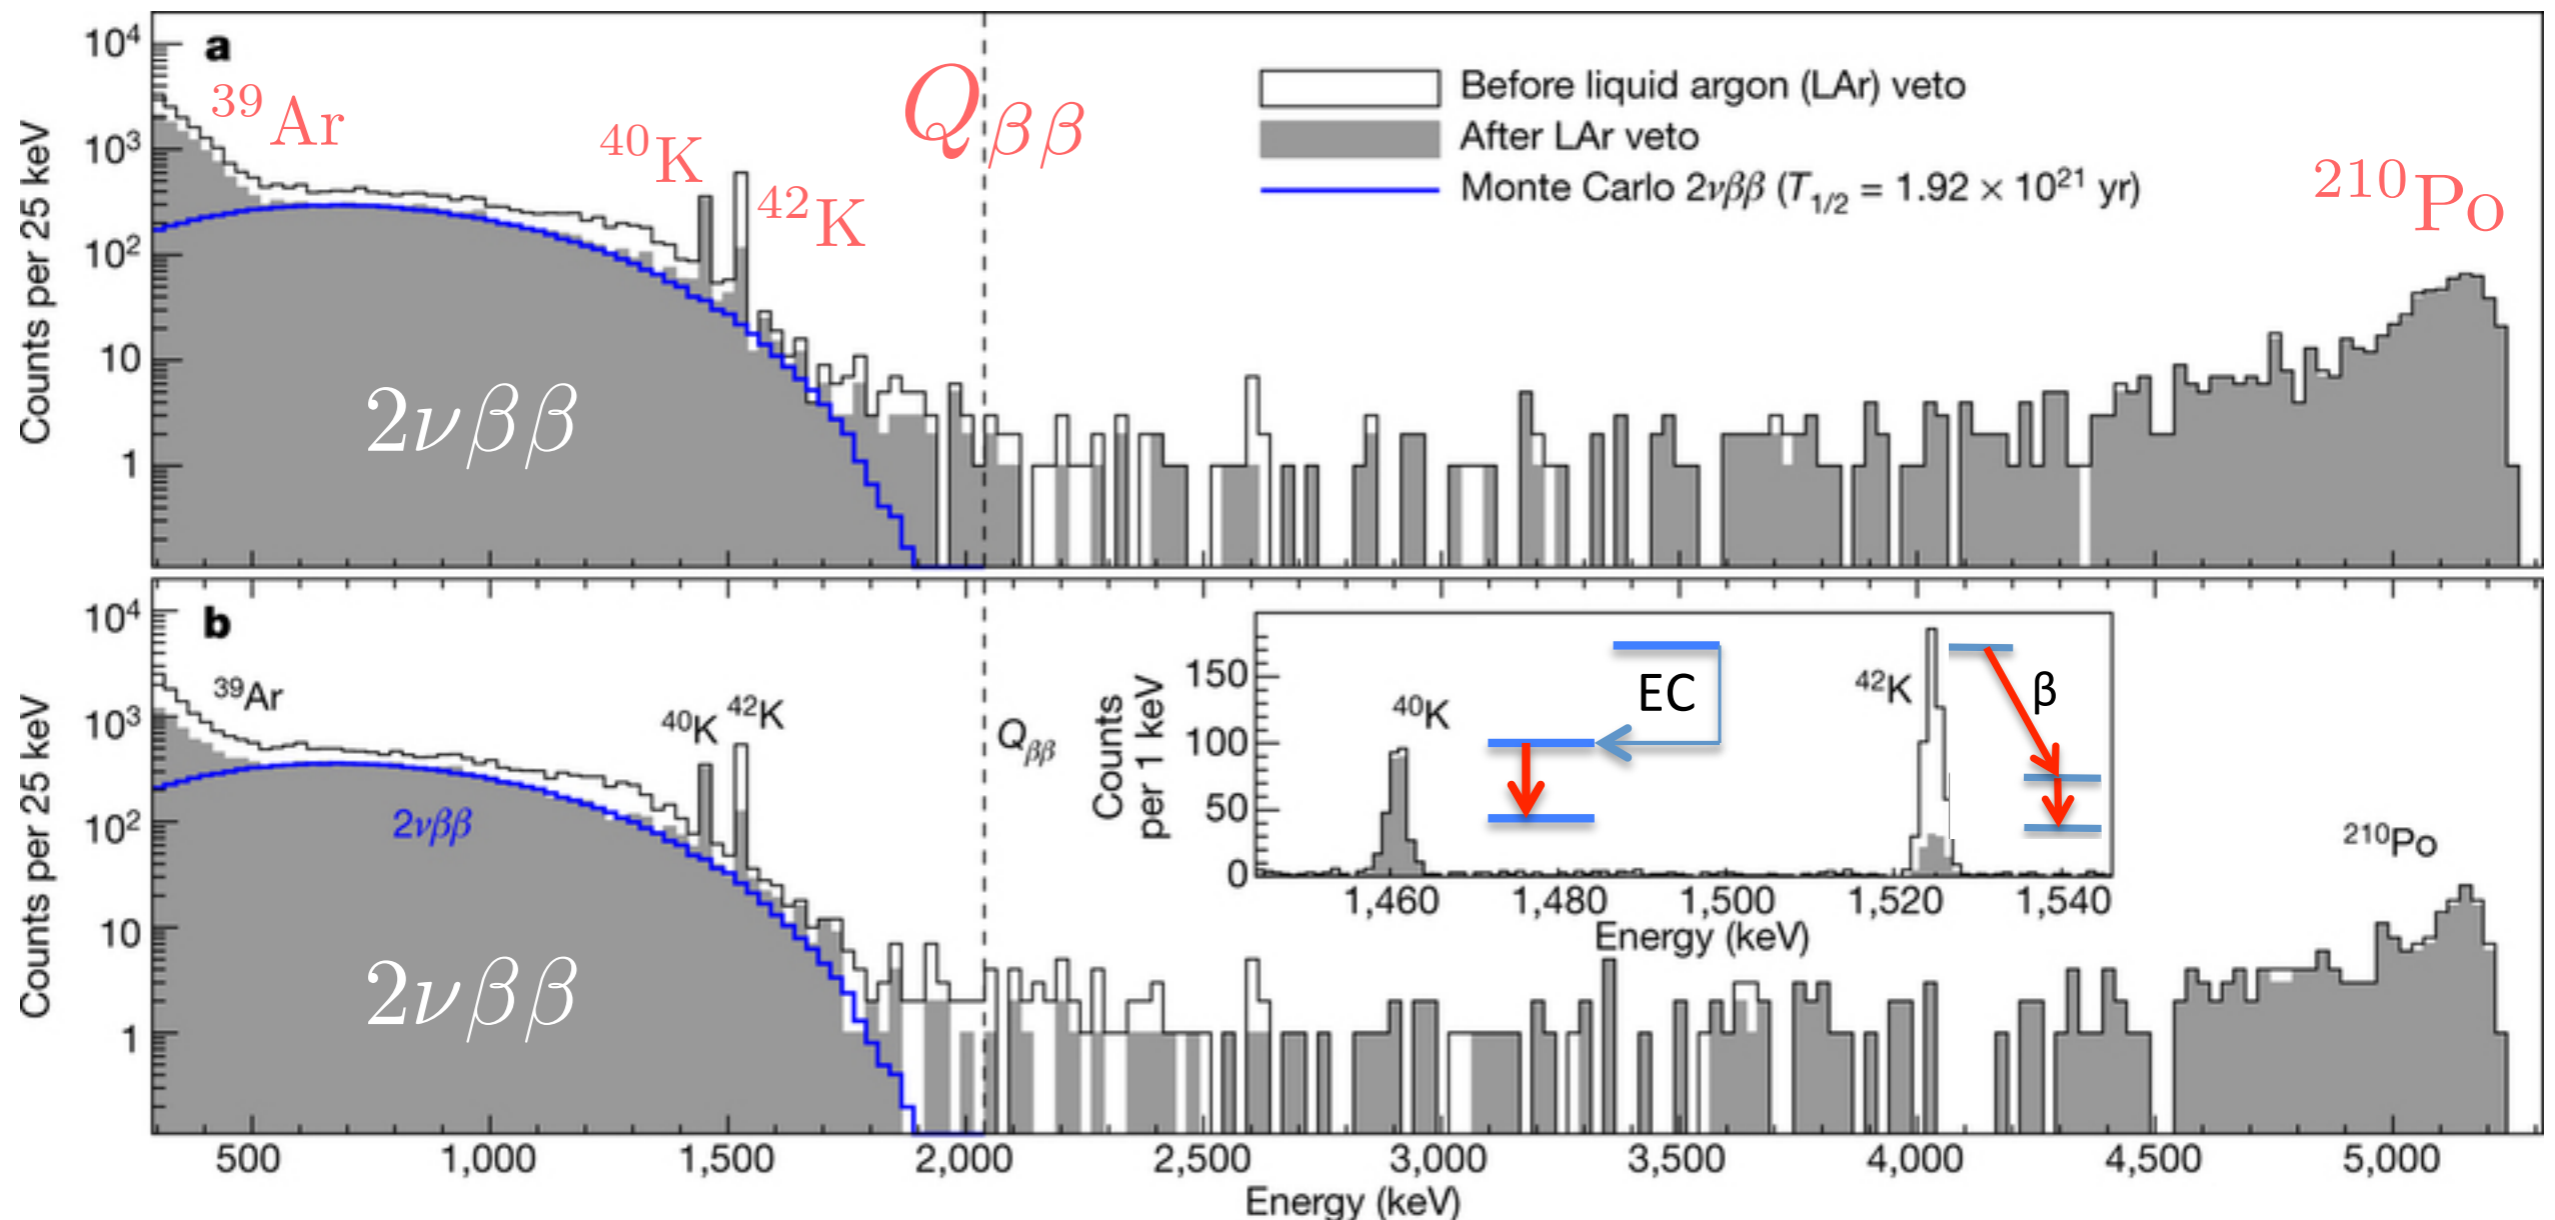 a
10⁴
10³
10²
10
1
Counts per 25 keV
³⁹Ar
⁴⁰K
⁴²K
Qββ
2νββ
Before liquid argon (LAr) veto
After LAr veto
Monte Carlo 2νββ (T1/2 = 1.92 × 10²¹ yr)
²¹⁰Po
b
10⁴
10³
10²
10
1
Counts per 25 keV
³⁹Ar
⁴⁰K
⁴²K
Qββ
2νββ
2νββ
Counts
per 1 keV
150
100
50
0
⁴⁰K
EC
⁴²K
β
1,460 1,480 1,500 1,520 1,540
Energy (keV)
²¹⁰Po
500 1,000 1,500 2,000 2,500 3,000 3,500 4,000 4,500 5,000
Energy (keV)